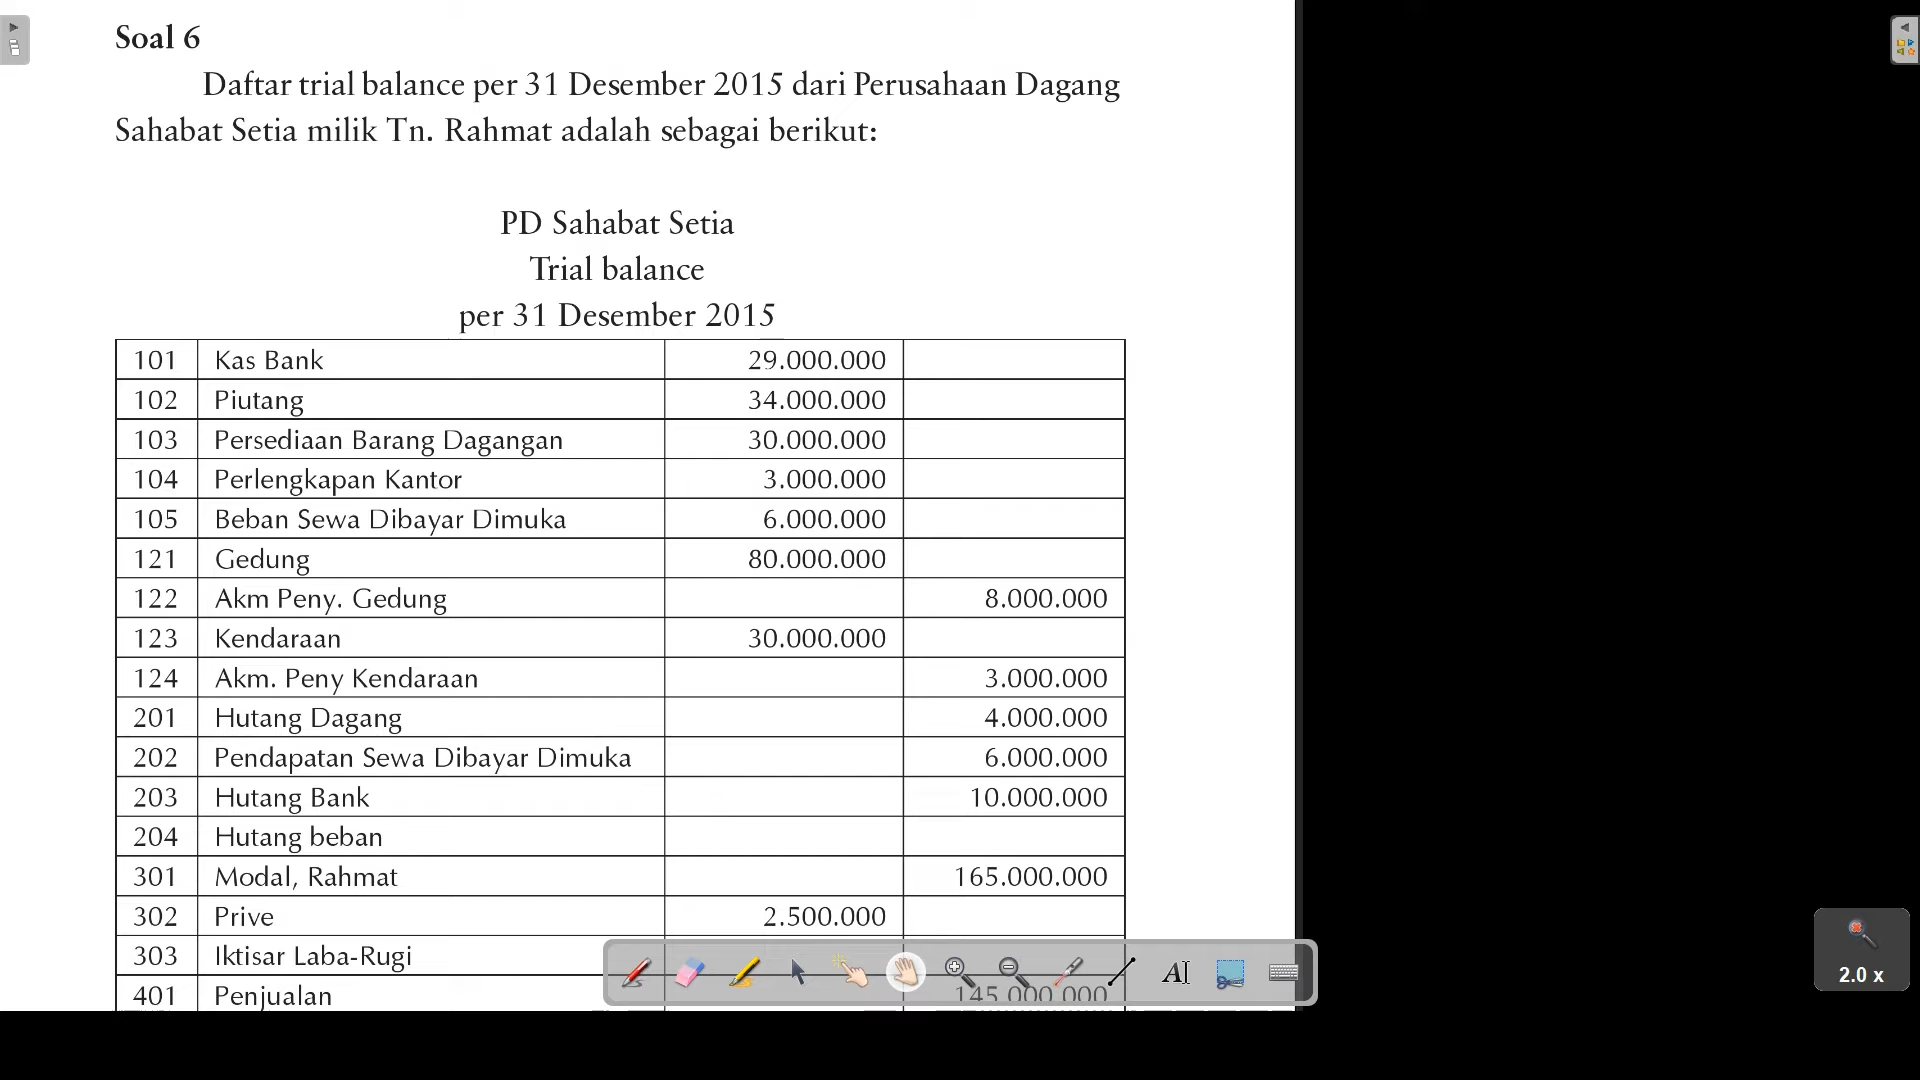 Soal 6
Daftar trial balance per 31 Desember 2015 dari Perusahaan Dagang
Sahabat Setia milik Tn. Rahmat adalah sebagai berikut:
PD Sahabat Setia
Trial balance
per 31 Desember 2015
101 Kas Bank 29.000.000
102 Piutang 34.000.000
103 Persediaan Barang Dagangan 30.000.000
104 Perlengkapan Kantor 3.000.000
105 Beban Sewa Dibayar Dimuka 6.000.000
121 Gedung 80.000.000
122 Akm Peny. Gedung 8.000.000
123 Kendaraan 30.000.000
124 Akm. Peny Kendaraan 3.000.000
201 Hutang Dagang 4.000.000
202 Pendapatan Sewa Dibayar Dimuka 6.000.000
203 Hutang Bank 10.000.000
204 Hutang beban
301 Modal, Rahmat 165.000.000
302 Prive 2.500.000
303 Iktisar Laba-Rugi
401 Penjualan 145.000.000
AI
2.0 x